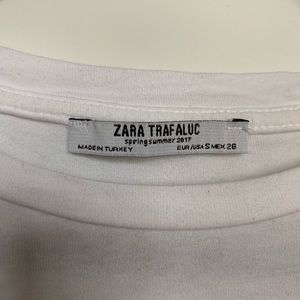 ZARA TRAFALUC
spring summer 2017
MADE IN TURKEY EUR/USA S MEX 26